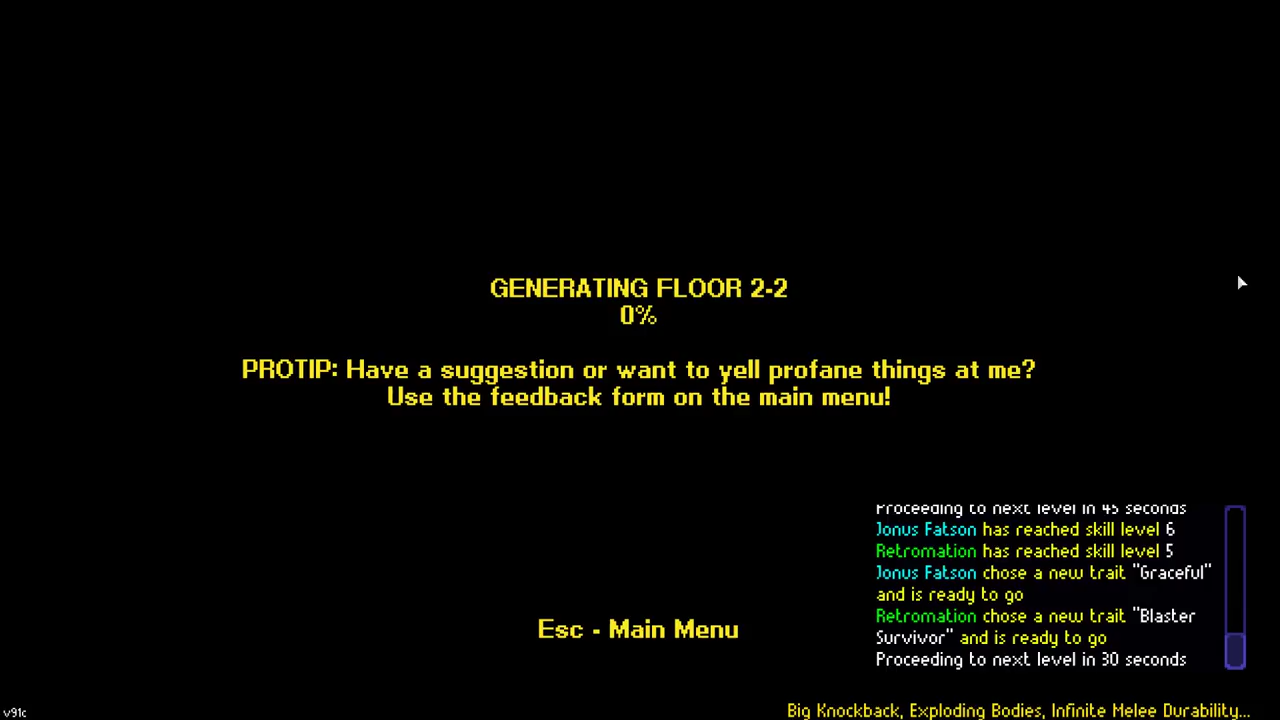 GENERATING FLOOR 2-2
0%
PROTIP: Have a suggestion or want to yell profane things at me?
Use the feedback form on the main menu!
Proceeding to next level in 45 seconds
Jonus Fatson has reached skill level 6
Retromation has reached skill level 5
Jonus Fatson chose a new trait "Graceful"
and is ready to go
Retromation chose a new trait "Blaster
Survivor" and is ready to go
Proceeding to next level in 30 seconds
Esc - Main Menu
v91c
Big Knockback, Exploding Bodies, Infinite Melee Durability...